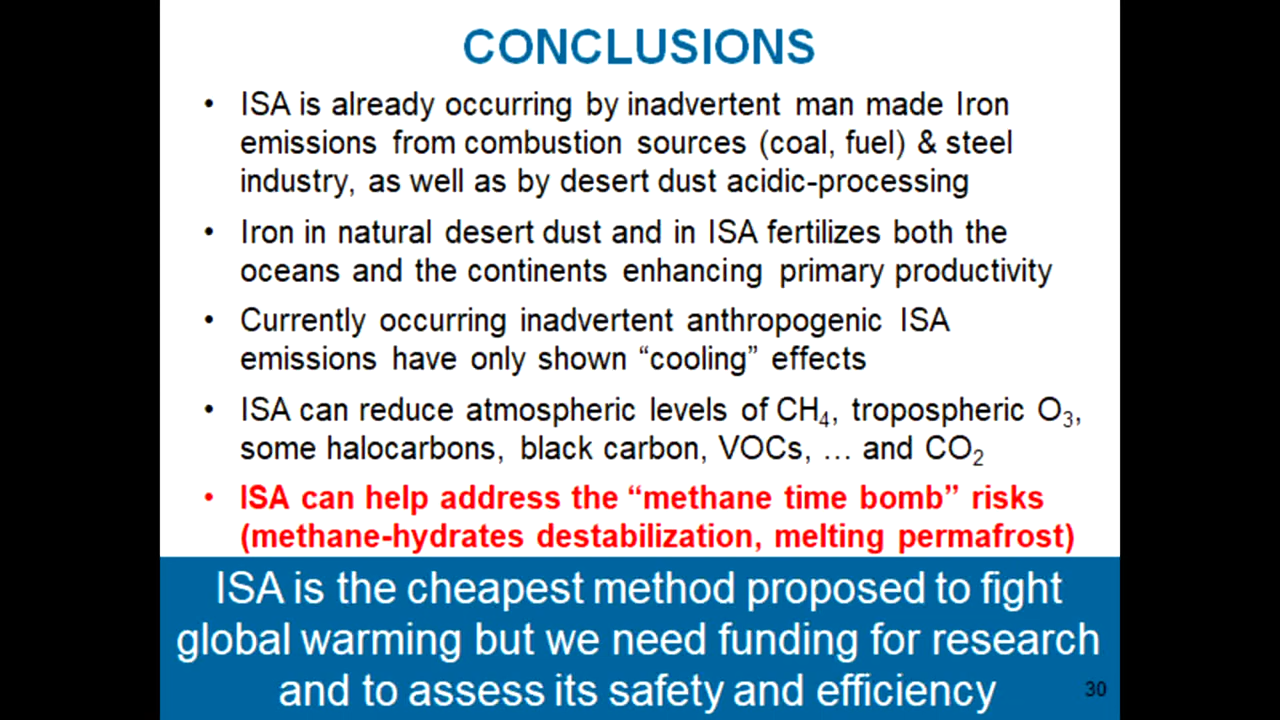 CONCLUSIONS
• ISA is already occurring by inadvertent man made Iron
emissions from combustion sources (coal, fuel) & steel
industry, as well as by desert dust acidic-processing
• Iron in natural desert dust and in ISA fertilizes both the
oceans and the continents enhancing primary productivity
• Currently occurring inadvertent anthropogenic ISA
emissions have only shown “cooling” effects
• ISA can reduce atmospheric levels of CH₄, tropospheric O₃,
some halocarbons, black carbon, VOCs, … and CO₂
• ISA can help address the “methane time bomb” risks
(methane-hydrates destabilization, melting permafrost)
ISA is the cheapest method proposed to fight
global warming but we need funding for research
and to assess its safety and efficiency
30